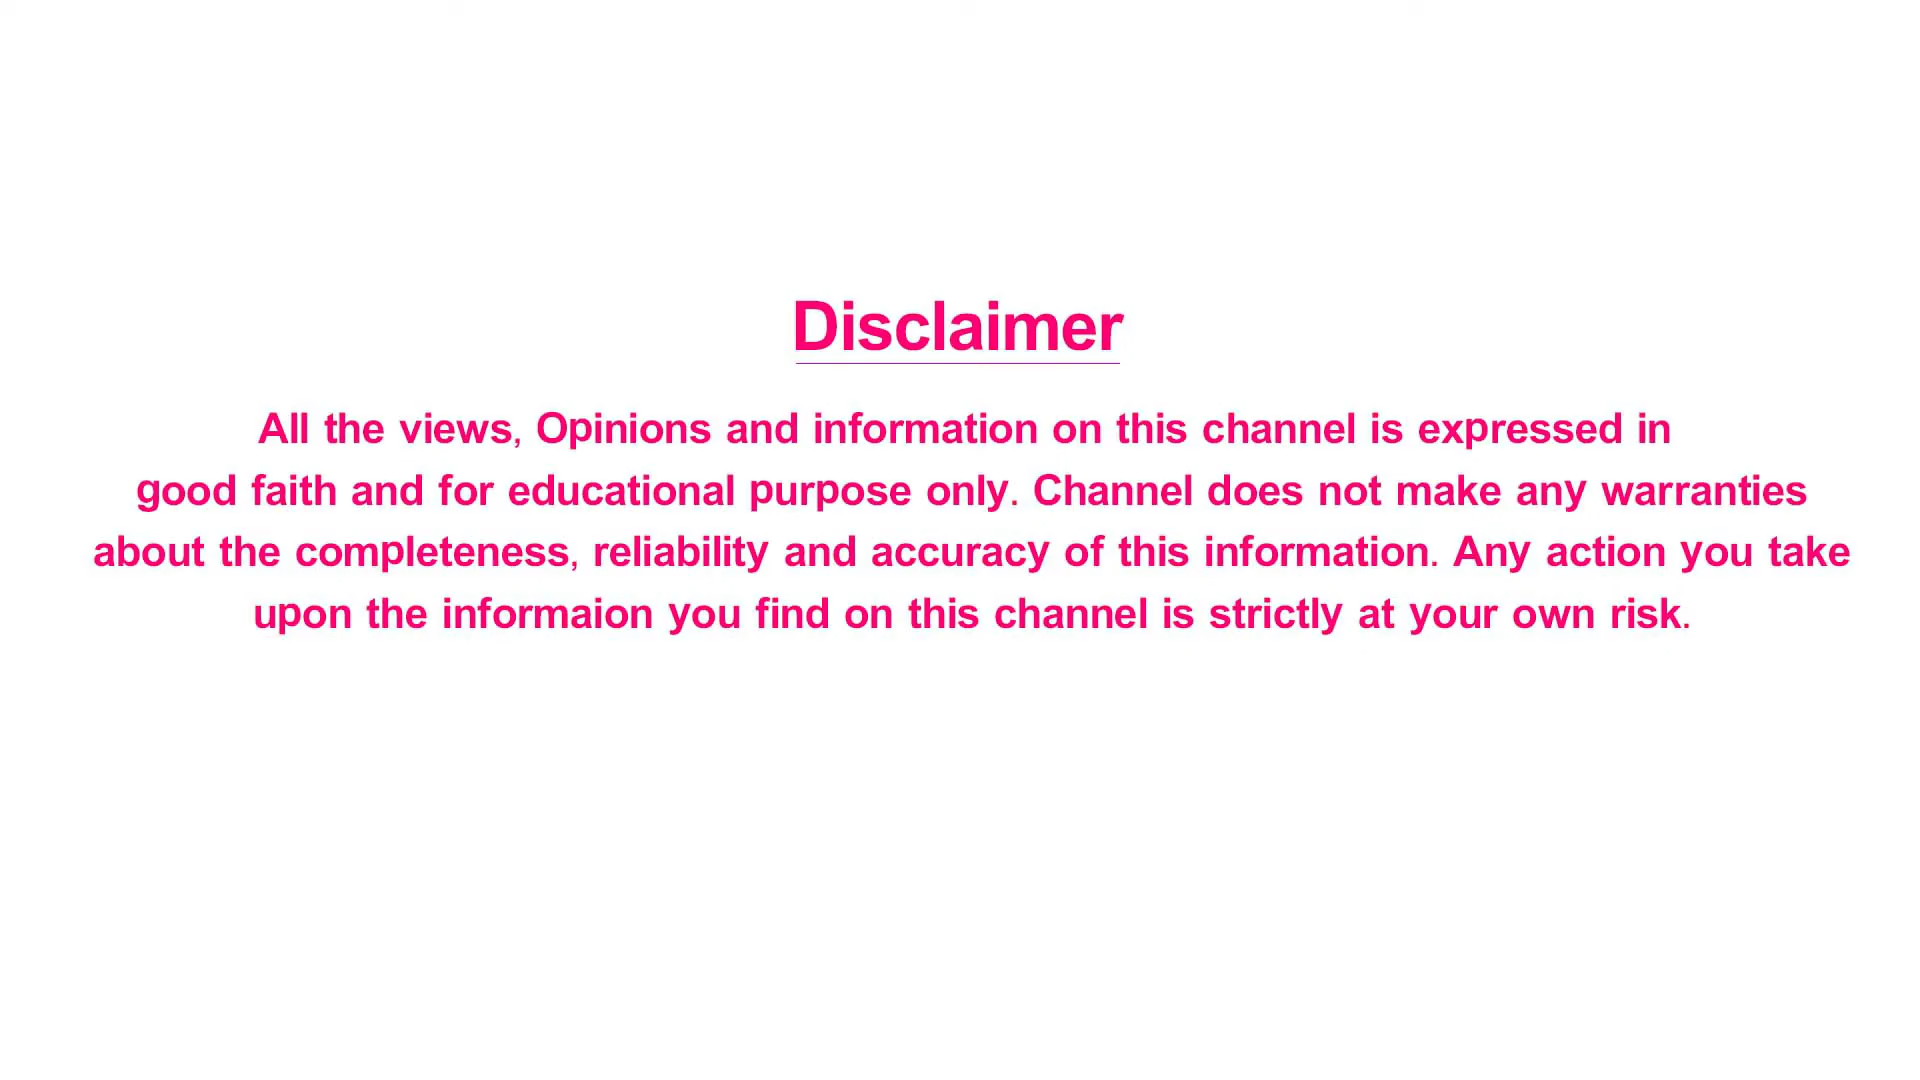 Disclaimer
All the views, Opinions and information on this channel is expressed in
good faith and for educational purpose only. Channel does not make any warranties
about the completeness, reliability and accuracy of this information. Any action you take
upon the informaion you find on this channel is strictly at your own risk.